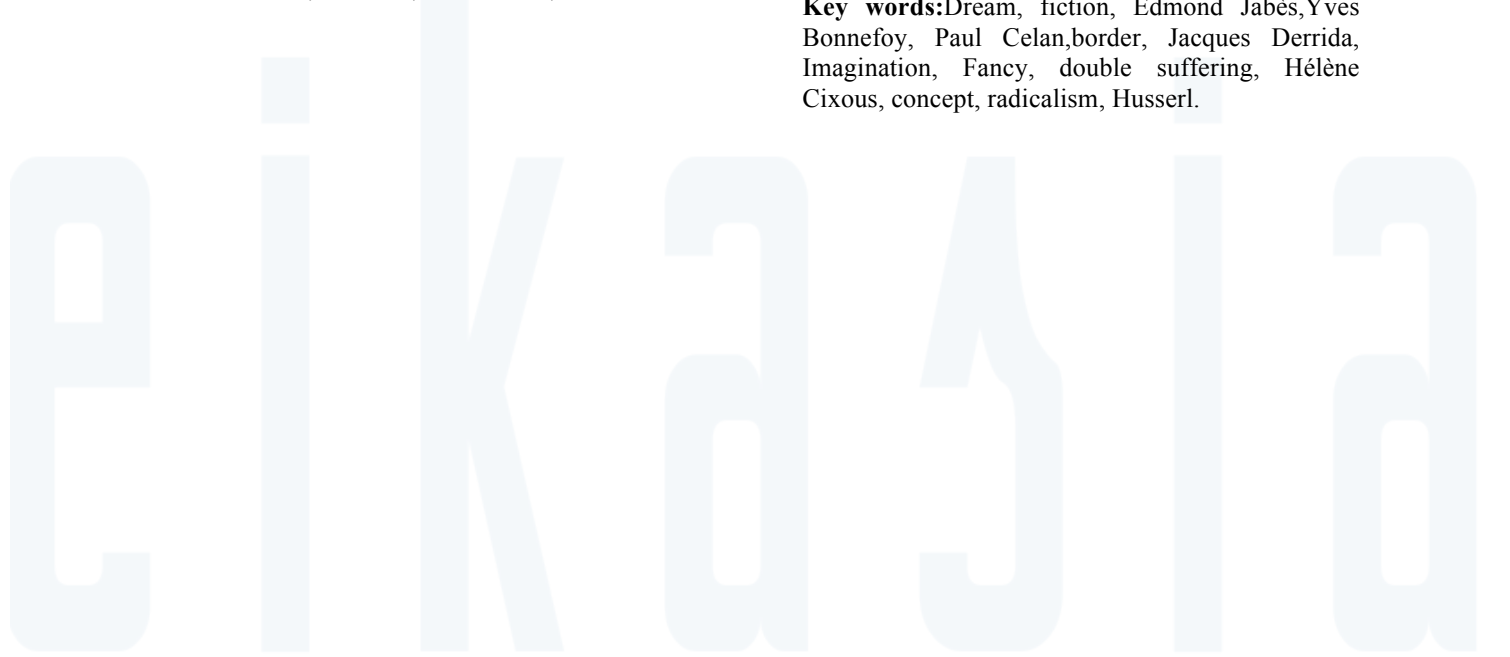 Key words:Dream, fiction, Edmond Jabès,Yves
Bonnefoy, Paul Celan,border, Jacques Derrida,
Imagination, Fancy, double suffering, Hélène
Cixous, concept, radicalism, Husserl.
eikasia